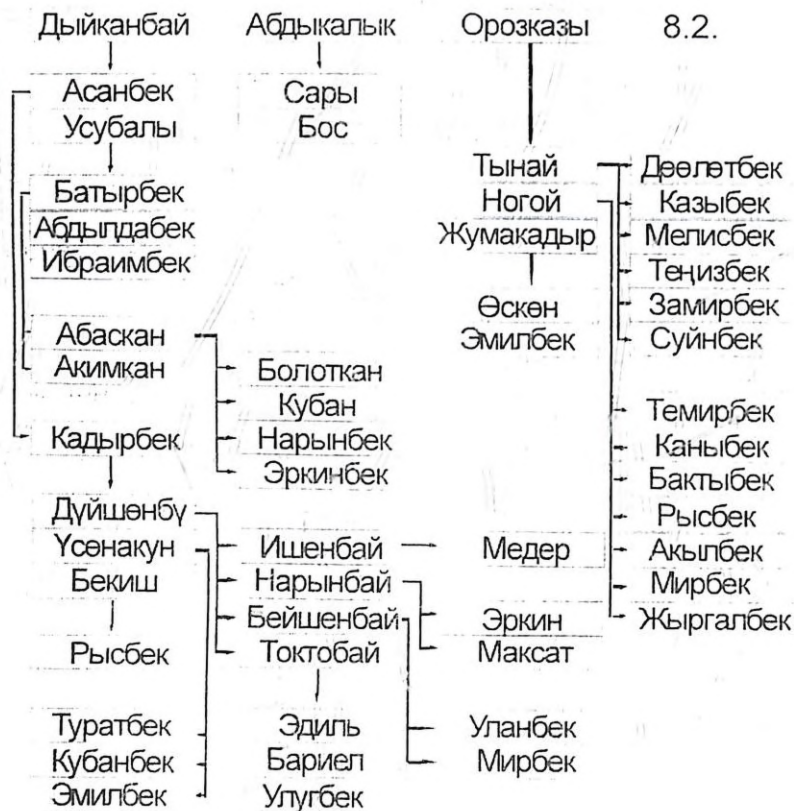 Дыйканбай Абдыкалык Орозказы 8.2.
Асанбек Сары
Усубалы Бос
Тынай Дөөлөтбек
Батырбек Ногой Казыбек
Абдылдабек Жумакадыр Мелисбек
Ибраимбек Теңизбек
Өскөн Замирбек
Абаскан Эмилбек Суйнбек
Акимкан Болоткан
Кубан Темирбек
Кадырбек Нарынбек Каныбек
Эркинбек Бактыбек
Дүйшөнбү Рысбек
Үсөнакун Ишенбай Медер Акылбек
Бекиш Нарынбай Мирбек
Бейшенбай Эркин Жыргалбек
Рысбек Токтобай Максат
Туратбек Эдиль Уланбек
Кубанбек Бариел Мирбек
Эмилбек Улугбек